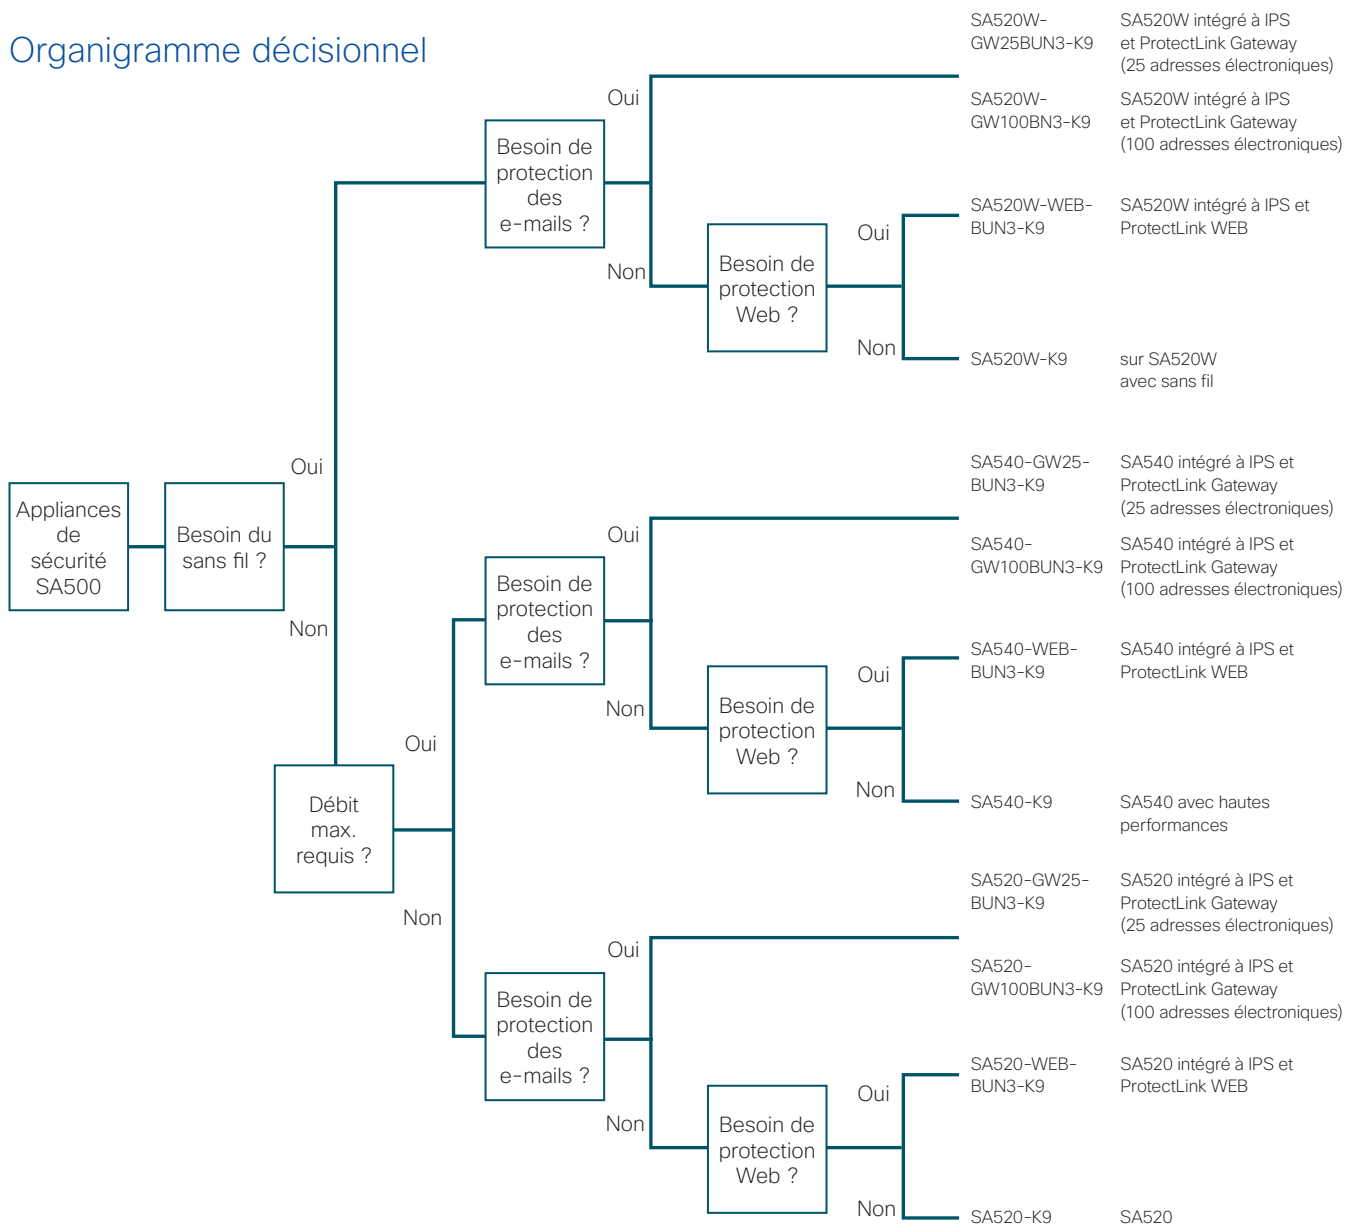 Organigramme décisionnel
SA520W-
GW25BUN3-K9
SA520W intégré à IPS
et ProtectLink Gateway
(25 adresses électroniques)
Oui
SA520W-
GW100BN3-K9
SA520W intégré à IPS
et ProtectLink Gateway
(100 adresses électroniques)
Besoin de
protection
des
e-mails ?
Non
Besoin de
protection
Web ?
Oui
SA520W-WEB-
BUN3-K9
SA520W intégré à IPS et
ProtectLink WEB
Non
SA520W-K9
sur SA520W
avec sans fil
Appliances
de
sécurité
SA500
Besoin du
sans fil ?
Oui
Non
Débit
max.
requis ?
Oui
Besoin de
protection
des
e-mails ?
Oui
SA540-GW25-
BUN3-K9
SA540 intégré à IPS et
ProtectLink Gateway
(25 adresses électroniques)
SA540-
GW100BUN3-K9
SA540 intégré à IPS et
ProtectLink Gateway
(100 adresses électroniques)
Non
Besoin de
protection
Web ?
Oui
SA540-WEB-
BUN3-K9
SA540 intégré à IPS et
ProtectLink WEB
Non
SA540-K9
SA540 avec hautes
performances
Non
Besoin de
protection
des
e-mails ?
Oui
SA520-GW25-
BUN3-K9
SA520 intégré à IPS et
ProtectLink Gateway
(25 adresses électroniques)
SA520-
GW100BUN3-K9
SA520 intégré à IPS et
ProtectLink Gateway
(100 adresses électroniques)
Non
Besoin de
protection
Web ?
Oui
SA520-WEB-
BUN3-K9
SA520 intégré à IPS et
ProtectLink WEB
Non
SA520-K9
SA520